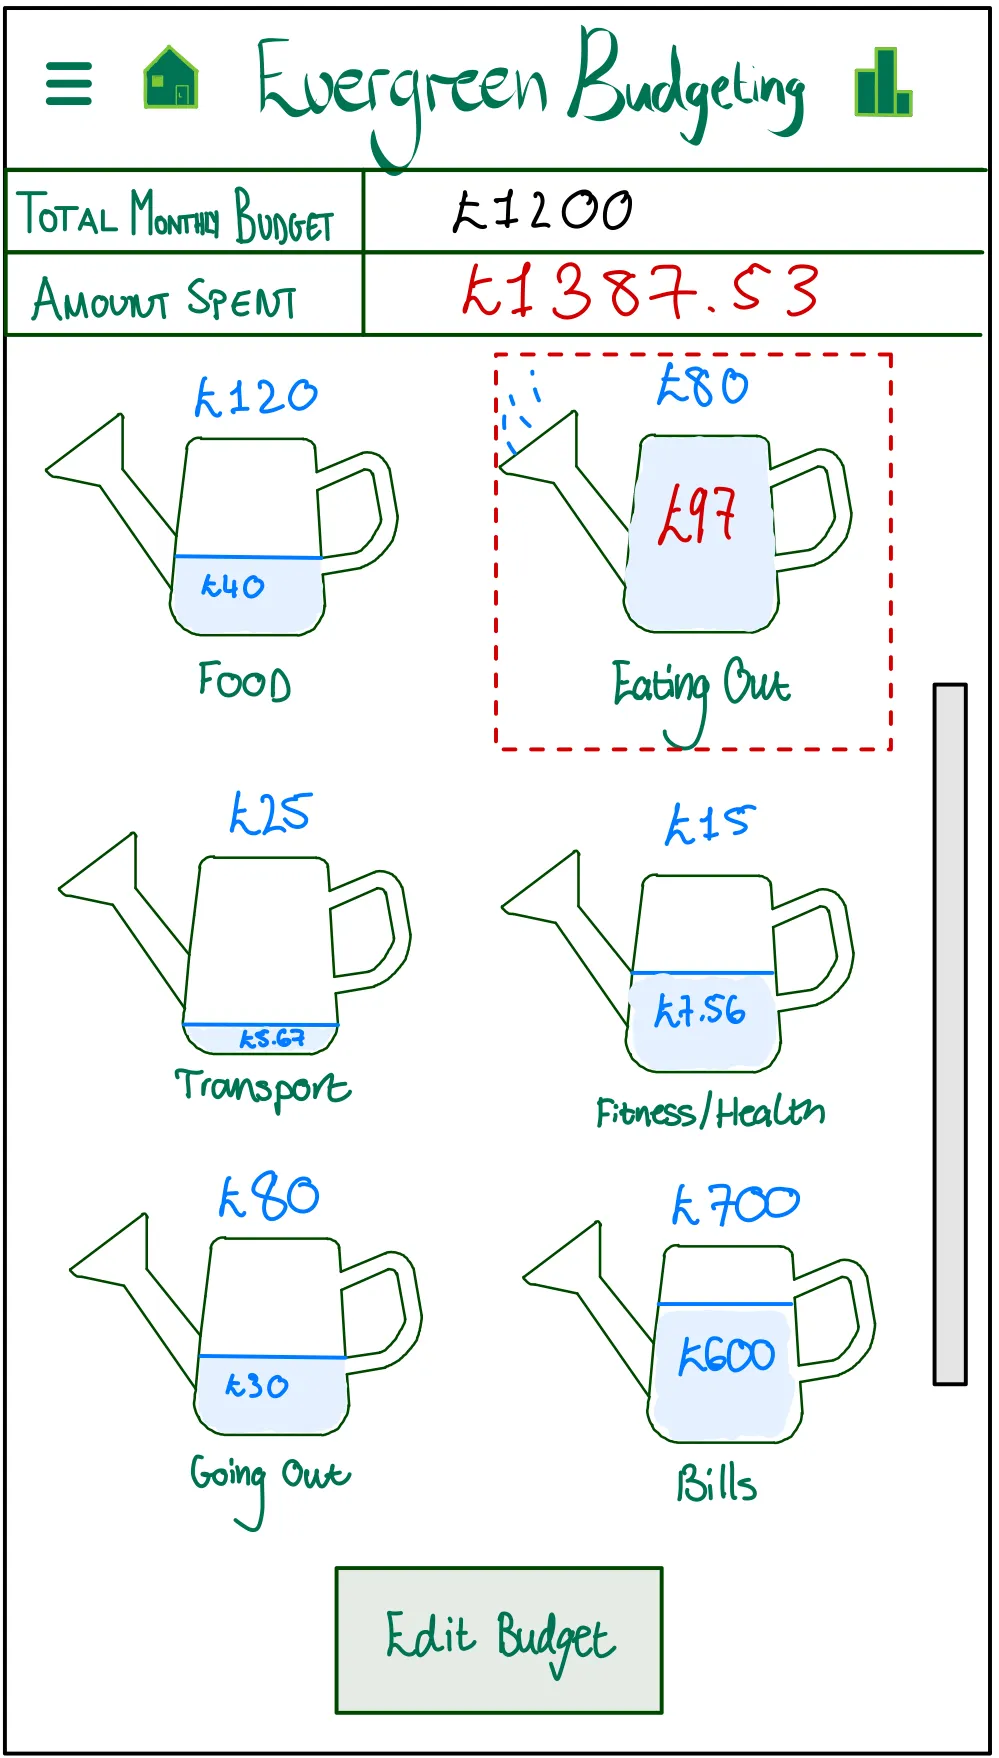 Evergreen Budgeting
TOTAL MONTHLY BUDGET £1200
AMOUNT SPENT £1387.53
£120 £80
£40 £97
FOOD Eating Out
£25 £15
£5.67 £7.56
Transport Fitness/Health
£80 £700
£30 £600
Going Out Bills
Edit Budget